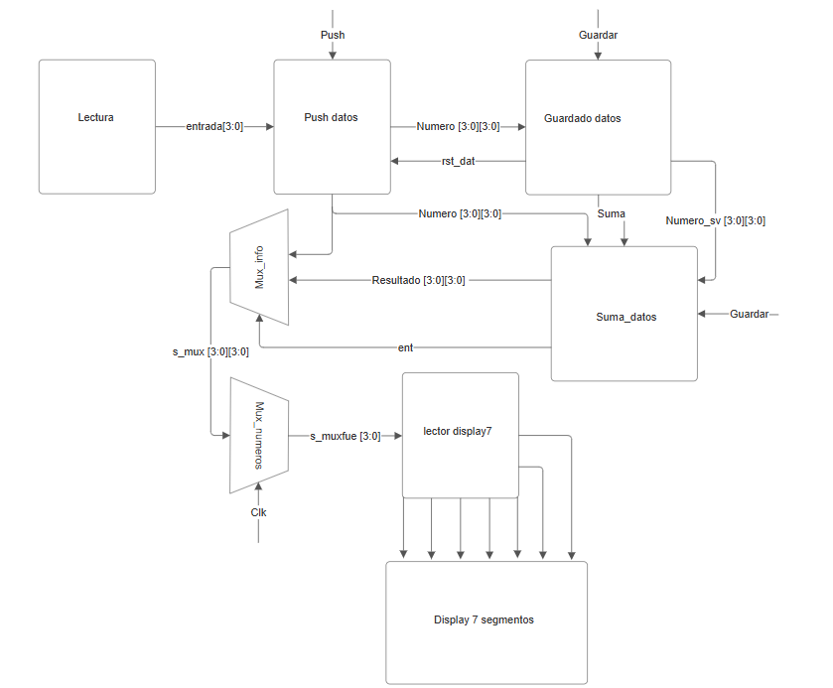 Push
Guardar
Lectura
Push datos
Guardado datos
entrada[3:0]
Numero [3:0][3:0]
rst_dat
Numero [3:0][3:0]
Suma
Numero_sv [3:0][3:0]
Mux_info
Resultado [3:0][3:0]
Suma_datos
Guardar
ent
s_mux [3:0][3:0]
Mux_numeros
s_muxfue [3:0]
lector display7
Clk
Display 7 segmentos